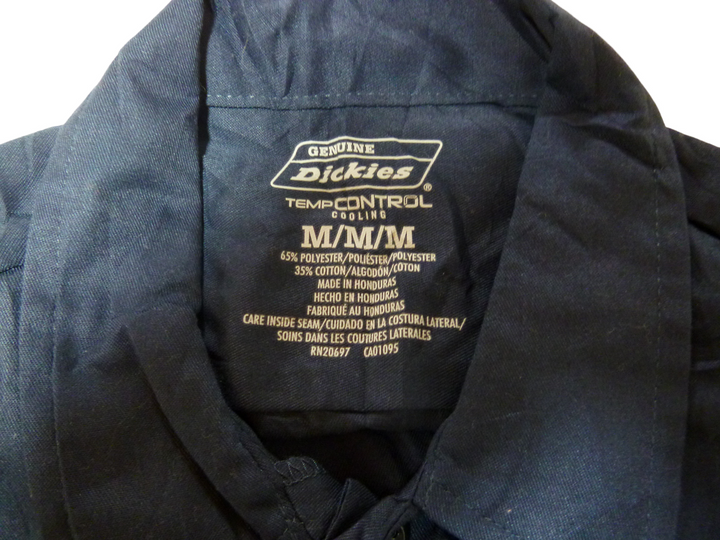 GENUINE
Dickies
®
TEMPCONTROL
COOLING
M/M/M
65% POLYESTER/POLIÉSTER/POLYESTER
35% COTTON/ALGODÓN/COTON
MADE IN HONDURAS
HECHO EN HONDURAS
FABRIQUÉ AU HONDURAS
CARE INSIDE SEAM/CUIDADO EN LA COSTURA LATERAL/
SOINS DANS LES COUTURES LATERALES
RN20697 CA01095